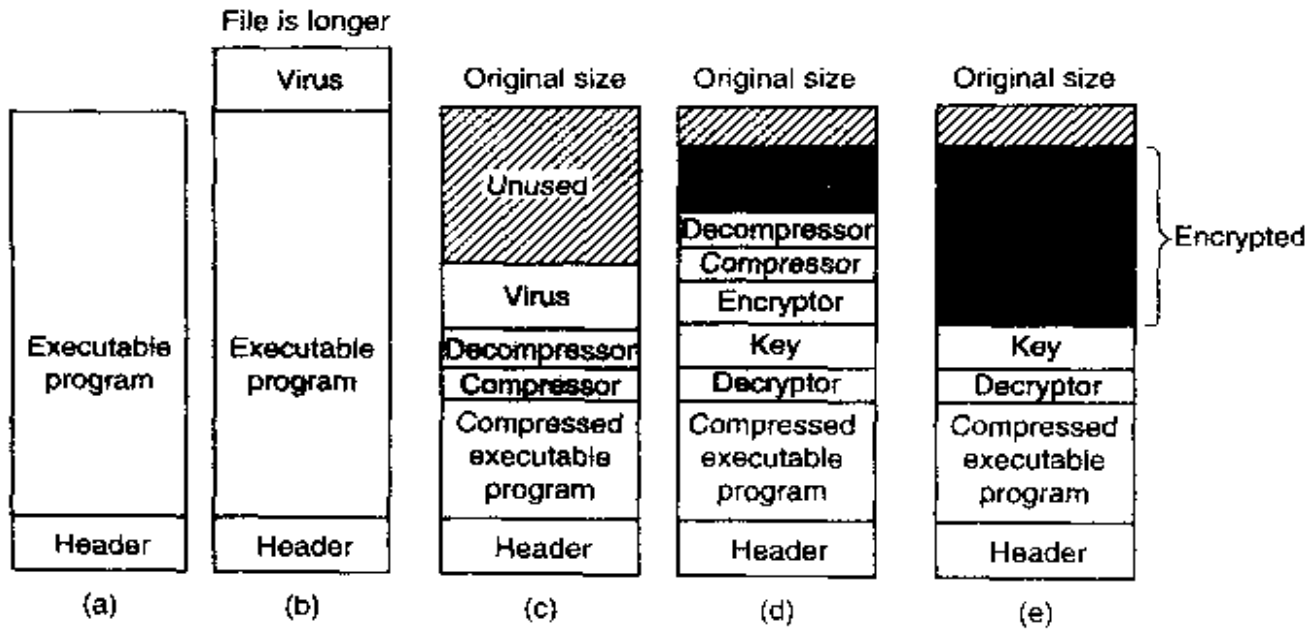 File is longer
Virus
Executable
program
Header
(b)
Executable
program
Header
(a)
Original size
Unused
Virus
Decompressor
Compressor
Compressed
executable
program
Header
(c)
Original size
Decompressor
Compressor
Encryptor
Key
Decryptor
Compressed
executable
program
Header
(d)
Original size
Encrypted
Key
Decryptor
Compressed
executable
program
Header
(e)